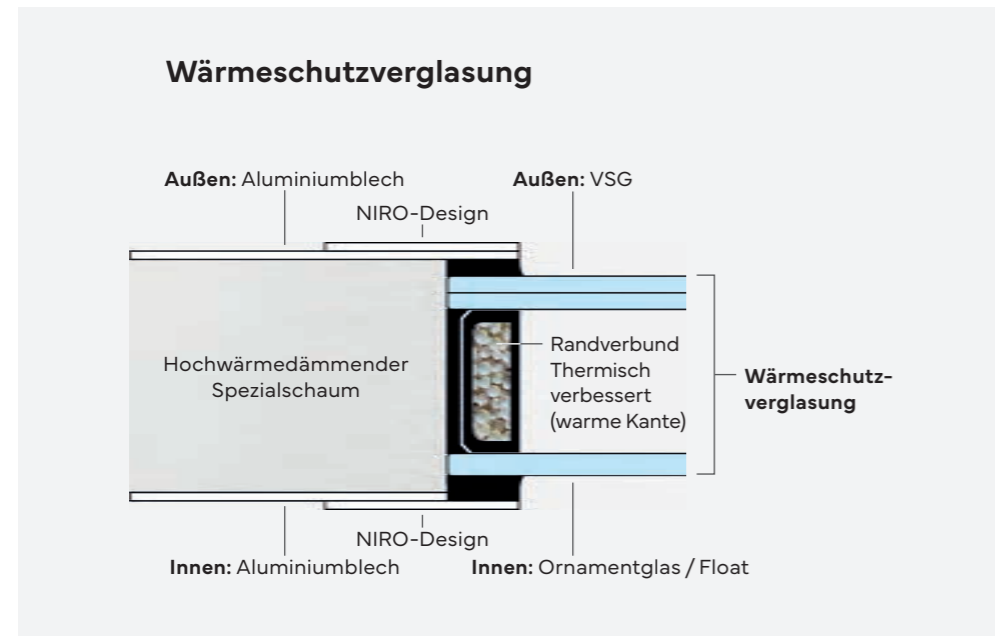 Wärmeschutzverglasung
Außen: Aluminiumblech
Außen: VSG
NIRO-Design
Hochwärmedämmender
Spezialschaum
Randverbund
Thermisch
verbessert
(warme Kante)
Wärmeschutz-
verglasung
NIRO-Design
Innen: Aluminiumblech
Innen: Ornamentglas / Float